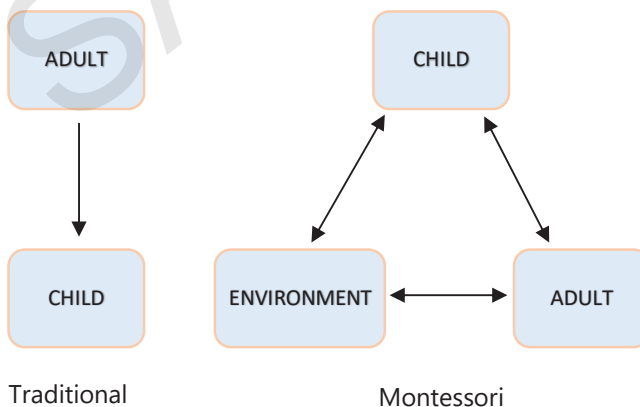 ADULT
CHILD
Traditional
CHILD
ENVIRONMENT
ADULT
Montessori